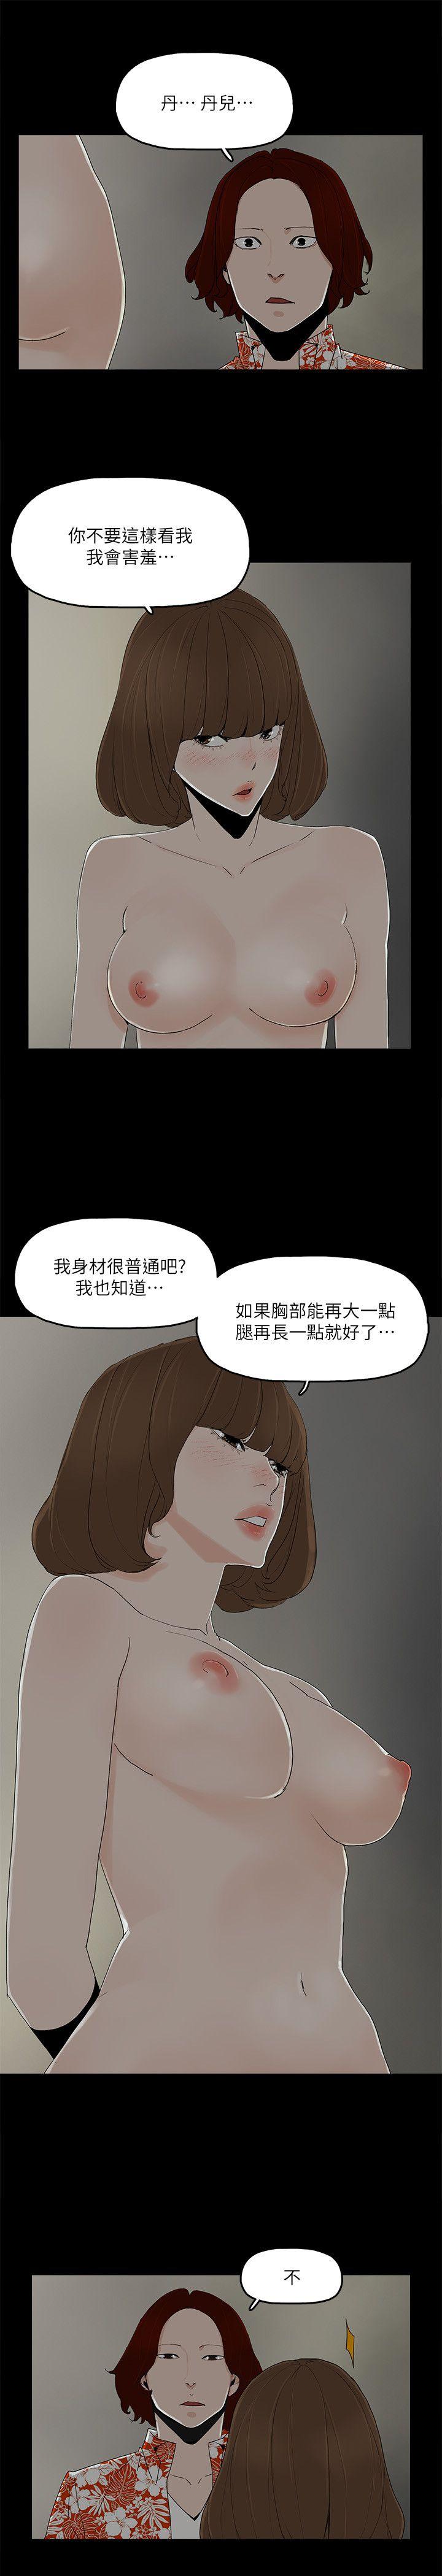 丹⋯ 丹兒⋯
你不要這樣看我
我會害羞⋯
我身材很普通吧?
我也知道⋯
如果胸部能再大一點
腿再長一點就好了⋯
不